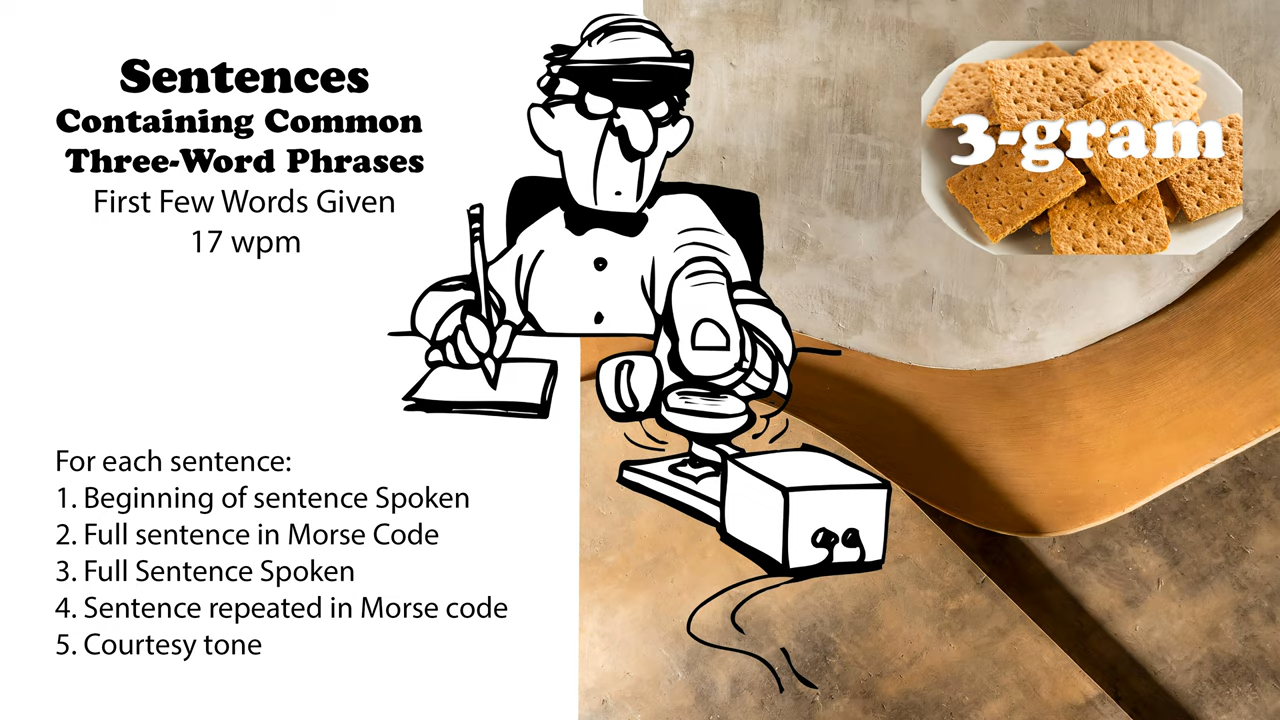 Sentences
Containing Common
Three-Word Phrases
First Few Words Given
17 wpm
3-gram
For each sentence:
1. Beginning of sentence Spoken
2. Full sentence in Morse Code
3. Full Sentence Spoken
4. Sentence repeated in Morse code
5. Courtesy tone